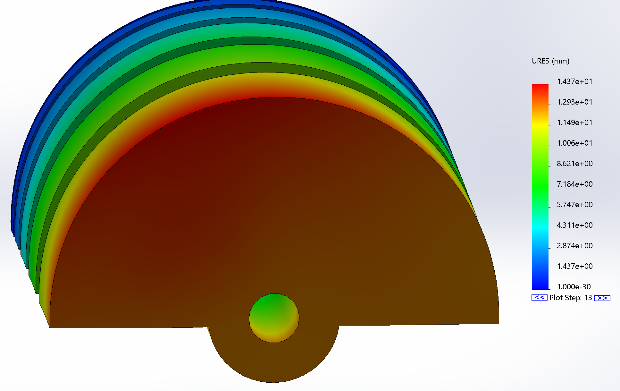 URES (mm)
1.437e+01
1.293e+01
1.149e+01
1.006e+01
8.621e+00
7.184e+00
5.747e+00
4.311e+00
2.874e+00
1.437e+00
1.000e-30
<< Plot Step: 13 >>